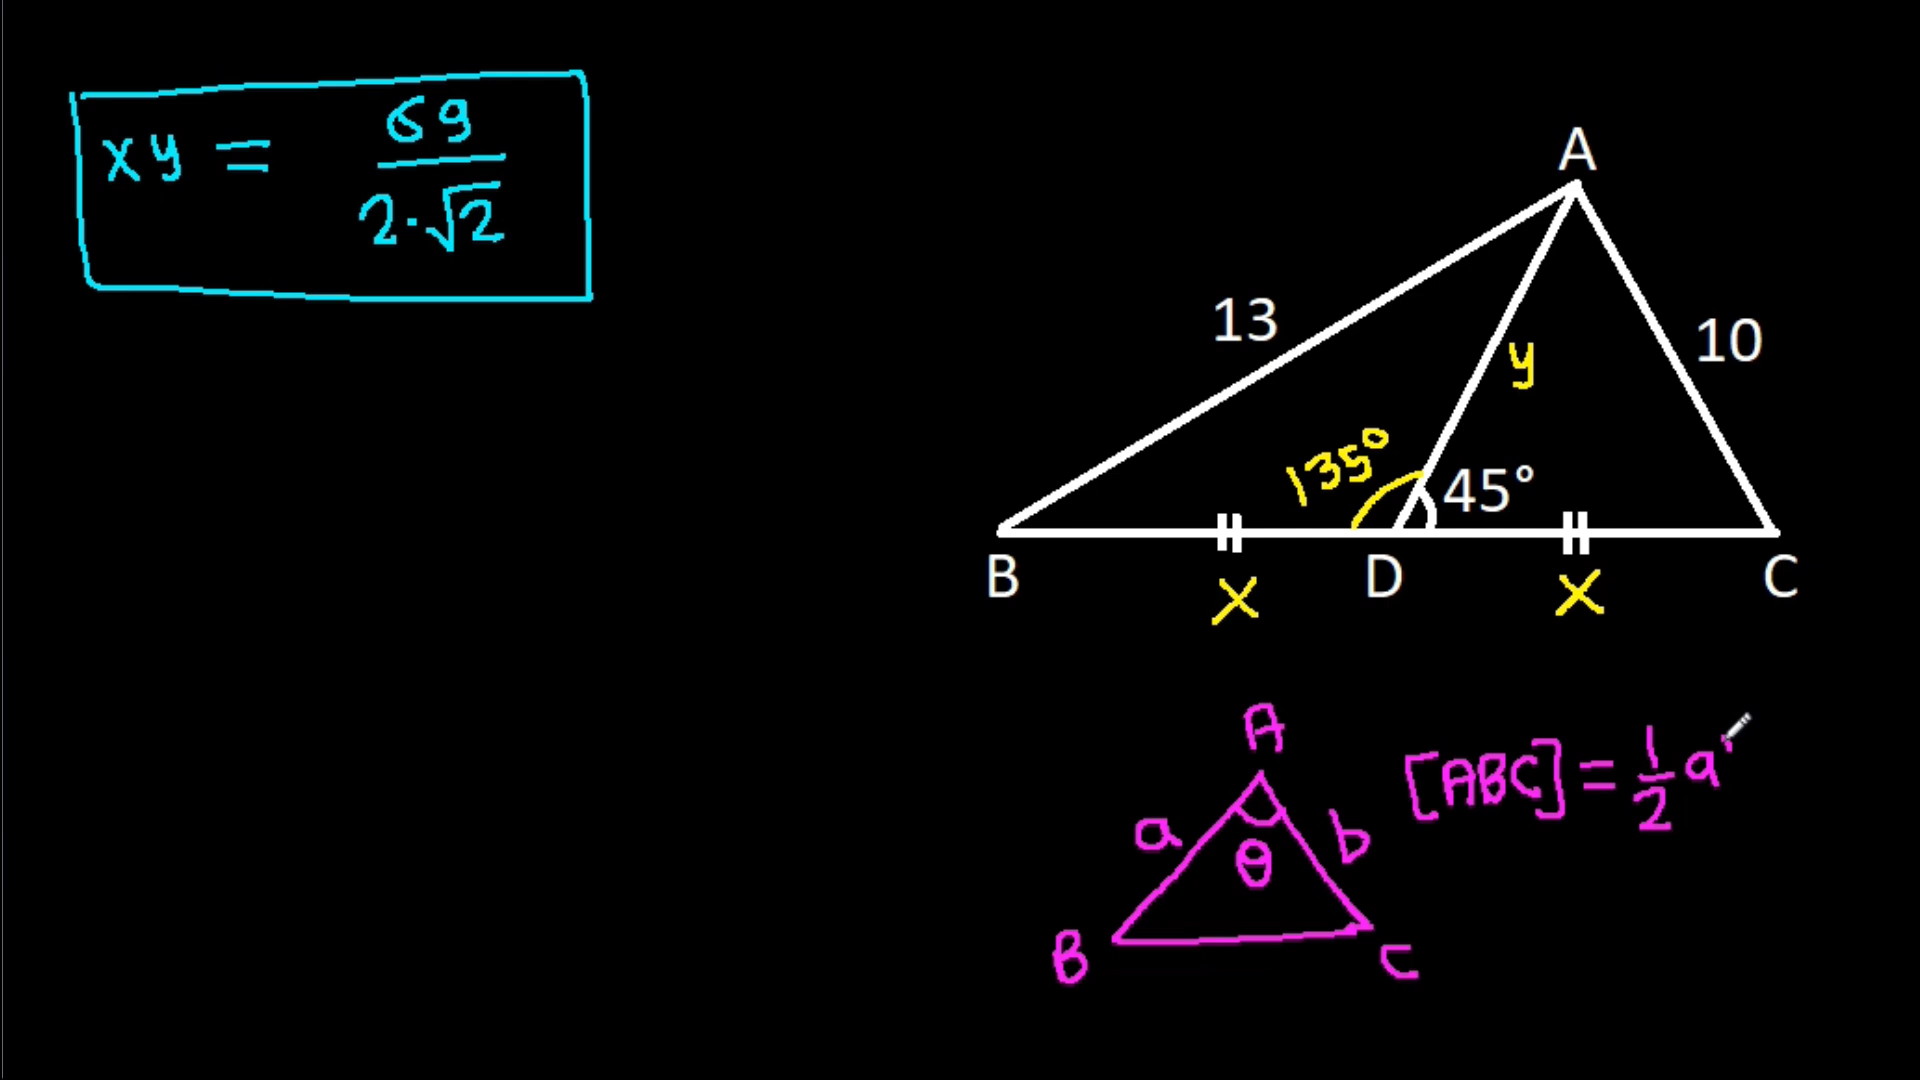 xy = 69/(2·√2)
A
13
10
y
135°
45°
B
D
C
x
x
A
[ABC] = 1/2 a
a
b
θ
B
C